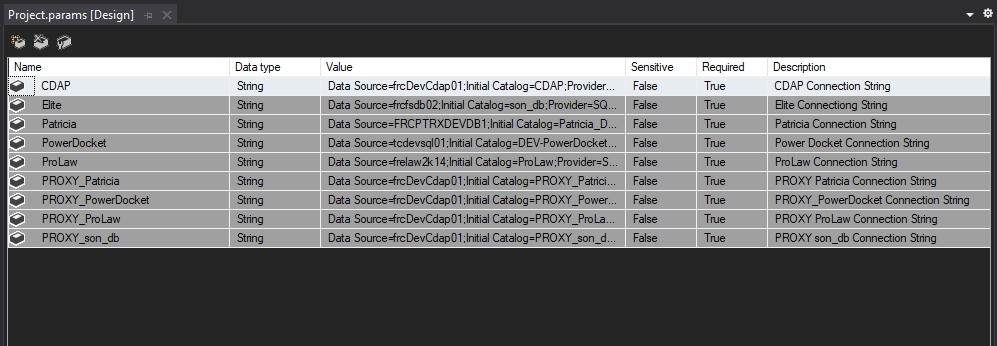 Project.params [Design]
Name Data type Value Sensitive Required Description
CDAP String Data Source=frcDevCdap01;Initial Catalog=CDAP;Provider... False True CDAP Connection String
Elite String Data Source=frcfsdb02;Initial Catalog=son_db;Provider=SQ... False True Elite Connectiong String
Patricia String Data Source=FRCPTRXDEVDB1;Initial Catalog=Patricia_D... False True Patricia Connection String
PowerDocket String Data Source=tcdevsql01;Initial Catalog=DEV-PowerDocket... False True Power Docket Connection String
ProLaw String Data Source=frelaw2k14;Initial Catalog=ProLaw;Provider=S... False True ProLaw Connection String
PROXY_Patricia String Data Source=frcDevCdap01;Initial Catalog=PROXY_Patrici... False True PROXY Patricia Connection String
PROXY_PowerDocket String Data Source=frcDevCdap01;Initial Catalog=PROXY_Power... False True PROXY_PowerDocket Connection String
PROXY_ProLaw String Data Source=frcDevCdap01;Initial Catalog=PROXY_ProLa... False True PROXY ProLaw Connection String
PROXY_son_db String Data Source=frcDevCdap01;Initial Catalog=PROXY_son_d... False True PROXY son_db Connection String